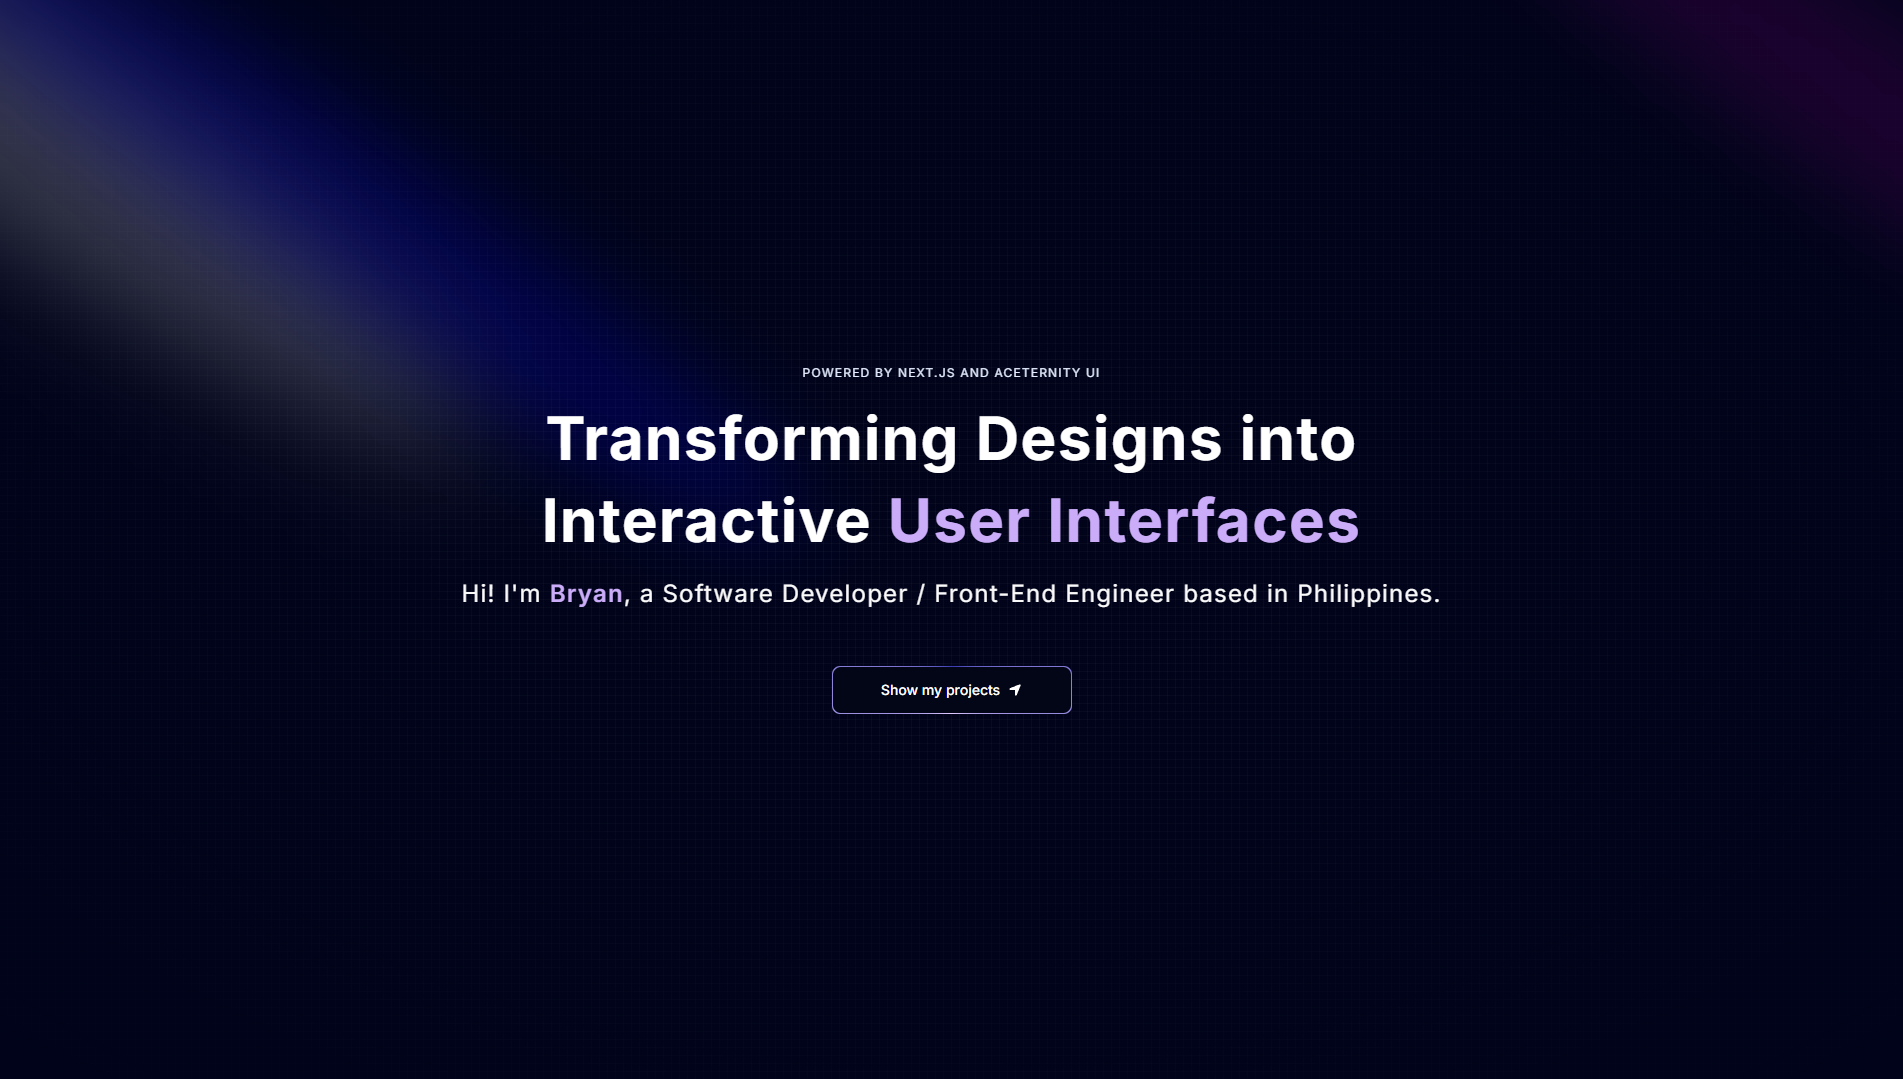 POWERED BY NEXT.JS AND ACETERNITY UI
Transforming Designs into
Interactive User Interfaces
Hi! I'm Bryan, a Software Developer / Front-End Engineer based in Philippines.
Show my projects